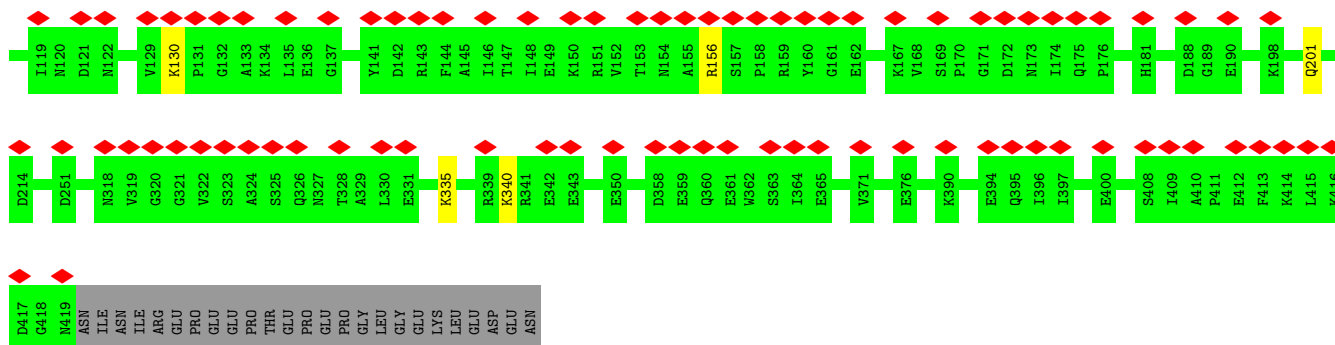 I119 N120 D121 N122 V129 K130 P131 G132 A133 K134 L135 E136 G137 Y141 D142 R143 F144 A145 I146 T147 I148 E149 K150 R151 V152 T153 N154 A155 R156 S157 P158 R159 Y160 G161 E162 K167 V168 S169 P170 G171 D172 N173 I174 Q175 P176 H181 D188 G189 E190 K198 Q201
D214 D251 N318 V319 G320 G321 V322 S323 A324 S325 Q326 N327 T328 A329 L330 E331 K335 R339 K340 R341 E342 E343 E350 D358 E359 Q360 E361 W362 S363 I364 E365 V371 E376 K390 E394 Q395 I396 I397 E400 S408 I409 A410 P411 E412 F413 K414 L415 K416
D417 G418 N419 ASN ILE ASN ILE ARG GLU PRO GLU GLU PRO THR GLU PRO GLU PRO GLY LEU GLY GLU LYS LEU GLU ASP GLU ASN